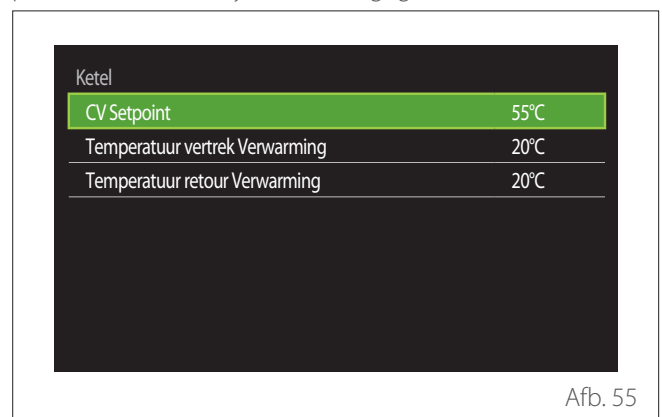 Ketel
CV Setpoint 55°C
Temperatuur vertrek Verwarming 20°C
Temperatuur retour Verwarming 20°C
Afb. 55